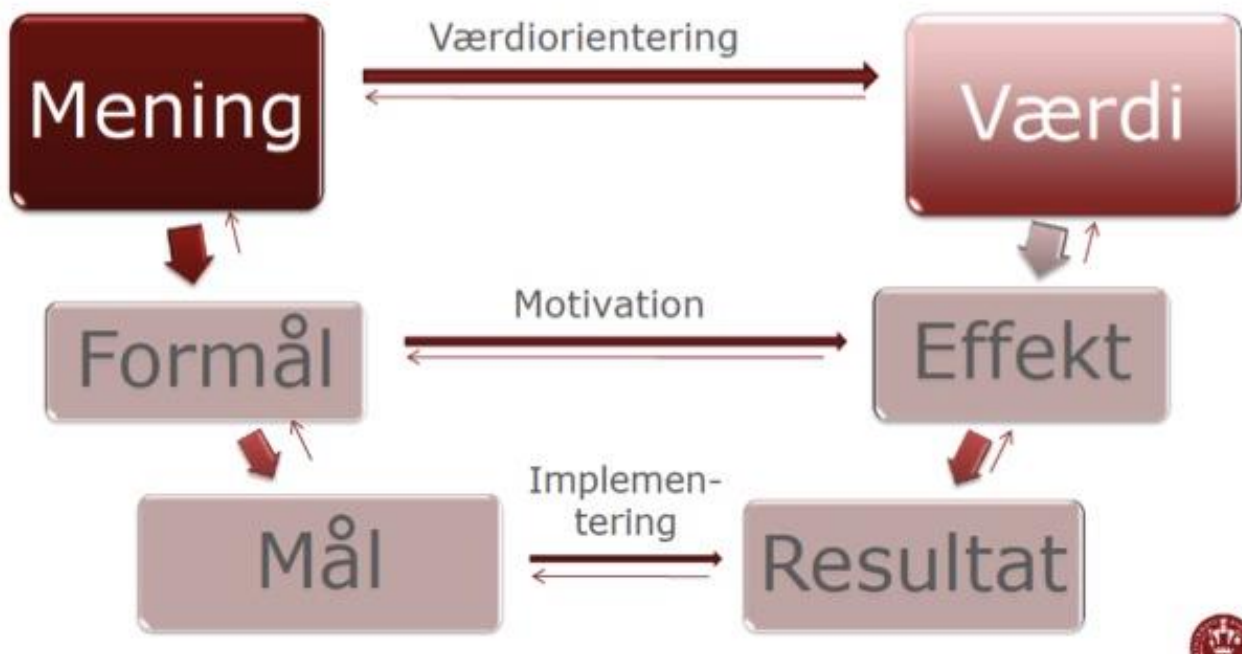 Værdiorientering
Mening
Værdi
Motivation
Formål
Effekt
Implemen-
tering
Mål
Resultat